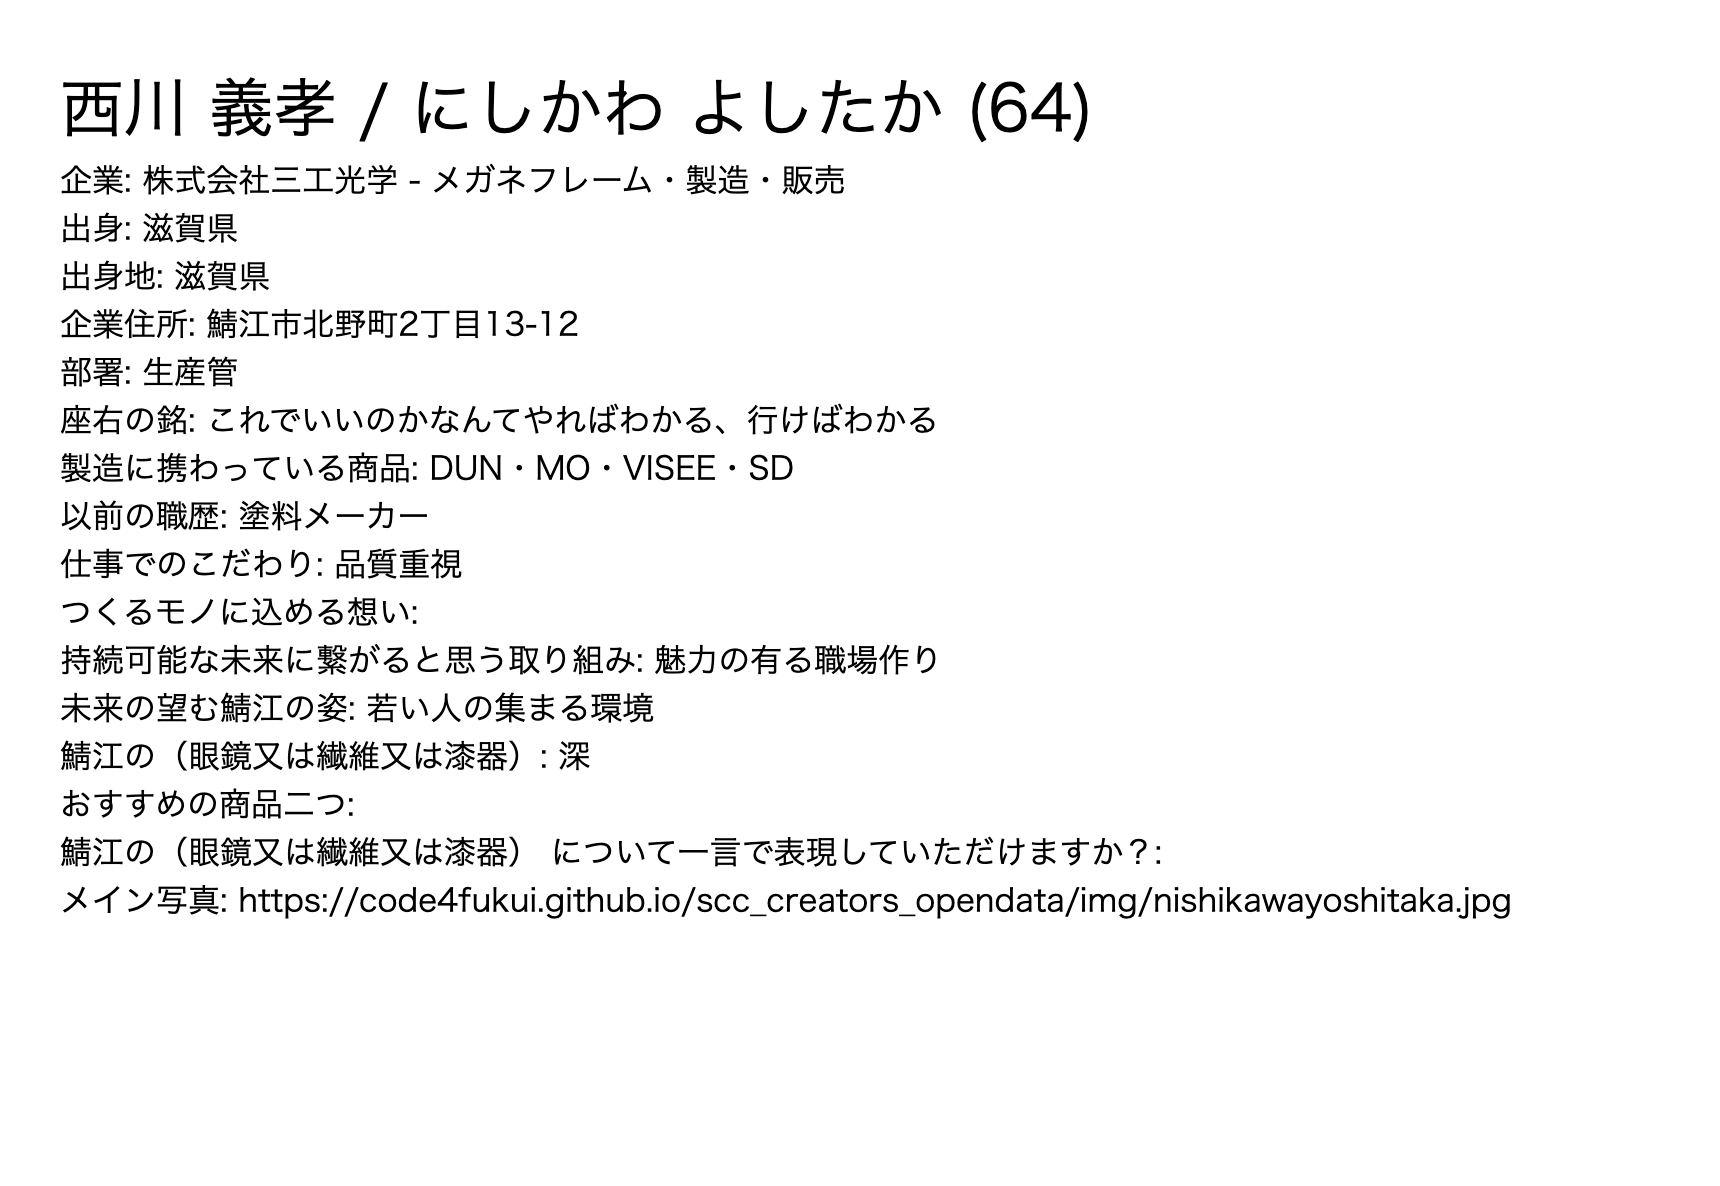 西川 義孝 / にしかわ よしたか (64)
企業: 株式会社三工光学 - メガネフレーム・製造・販売
出身: 滋賀県
出身地: 滋賀県
企業住所: 鯖江市北野町2丁目13-12
部署: 生産管
座右の銘: これでいいのかなんてやればわかる、行けばわかる
製造に携わっている商品: DUN・MO・VISEE・SD
以前の職歴: 塗料メーカー
仕事でのこだわり: 品質重視
つくるモノに込める想い:
持続可能な未来に繋がると思う取り組み: 魅力の有る職場作り
未来の望む鯖江の姿: 若い人の集まる環境
鯖江の（眼鏡又は繊維又は漆器）: 深
おすすめの商品二つ:
鯖江の（眼鏡又は繊維又は漆器） について一言で表現していただけますか？:
メイン写真: https://code4fukui.github.io/scc_creators_opendata/img/nishikawayoshitaka.jpg